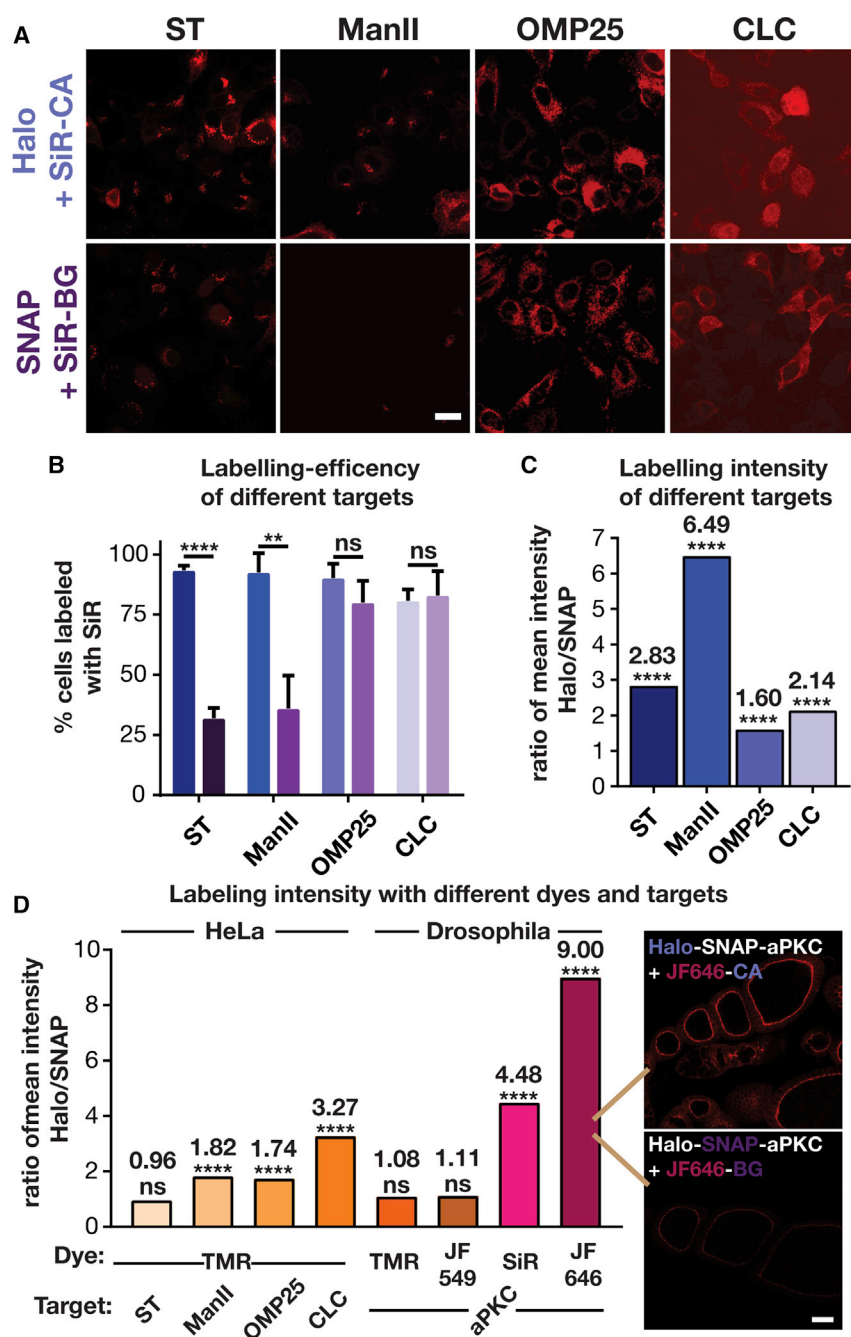 A
ST ManII OMP25 CLC
Halo
+ SiR-CA
SNAP
+ SiR-BG
B
Labelling-efficency
of different targets
% cells labeled
with SiR
100
75
50
25
0
**** ** ns ns
ST ManII OMP25 CLC
C
Labelling intensity
of different targets
ratio of mean intensity
Halo/SNAP
7
6
5
4
3
2
1
0
2.83
****
6.49
****
1.60
****
2.14
****
ST ManII OMP25 CLC
D
Labeling intensity with different dyes and targets
HeLa Drosophila
ratio ofmean intensity
Halo/SNAP
10
8
6
4
2
0
0.96
ns
1.82
****
1.74
****
3.27
****
1.08
ns
1.11
ns
4.48
****
9.00
****
Dye: TMR TMR JF
549 SiR JF
646
Target: ST ManII OMP25 CLC aPKC
Halo-SNAP-aPKC
+ JF646-CA
Halo-SNAP-aPKC
+ JF646-BG